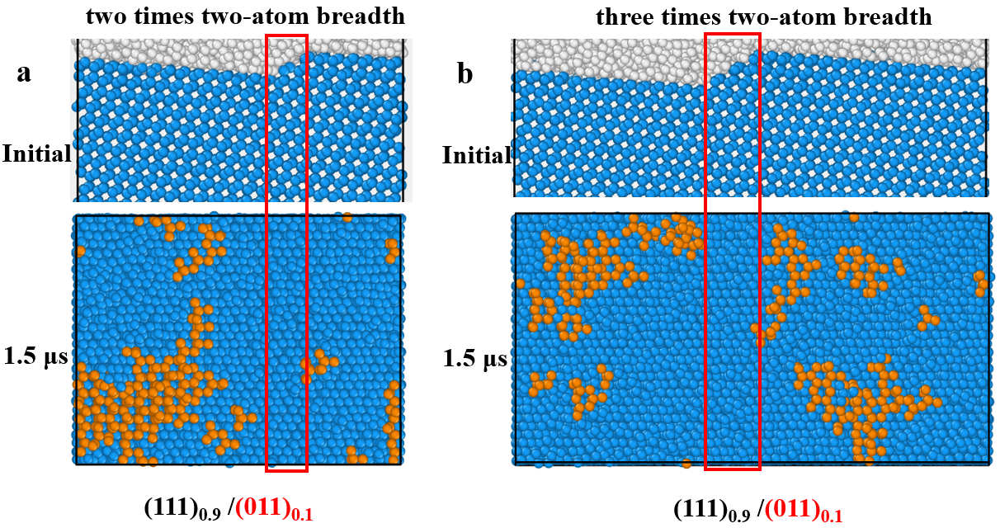 two times two-atom breadth
three times two-atom breadth
a
b
Initial
Initial
1.5 μs
1.5 μs
(111)0.9 /(011)0.1
(111)0.9 /(011)0.1